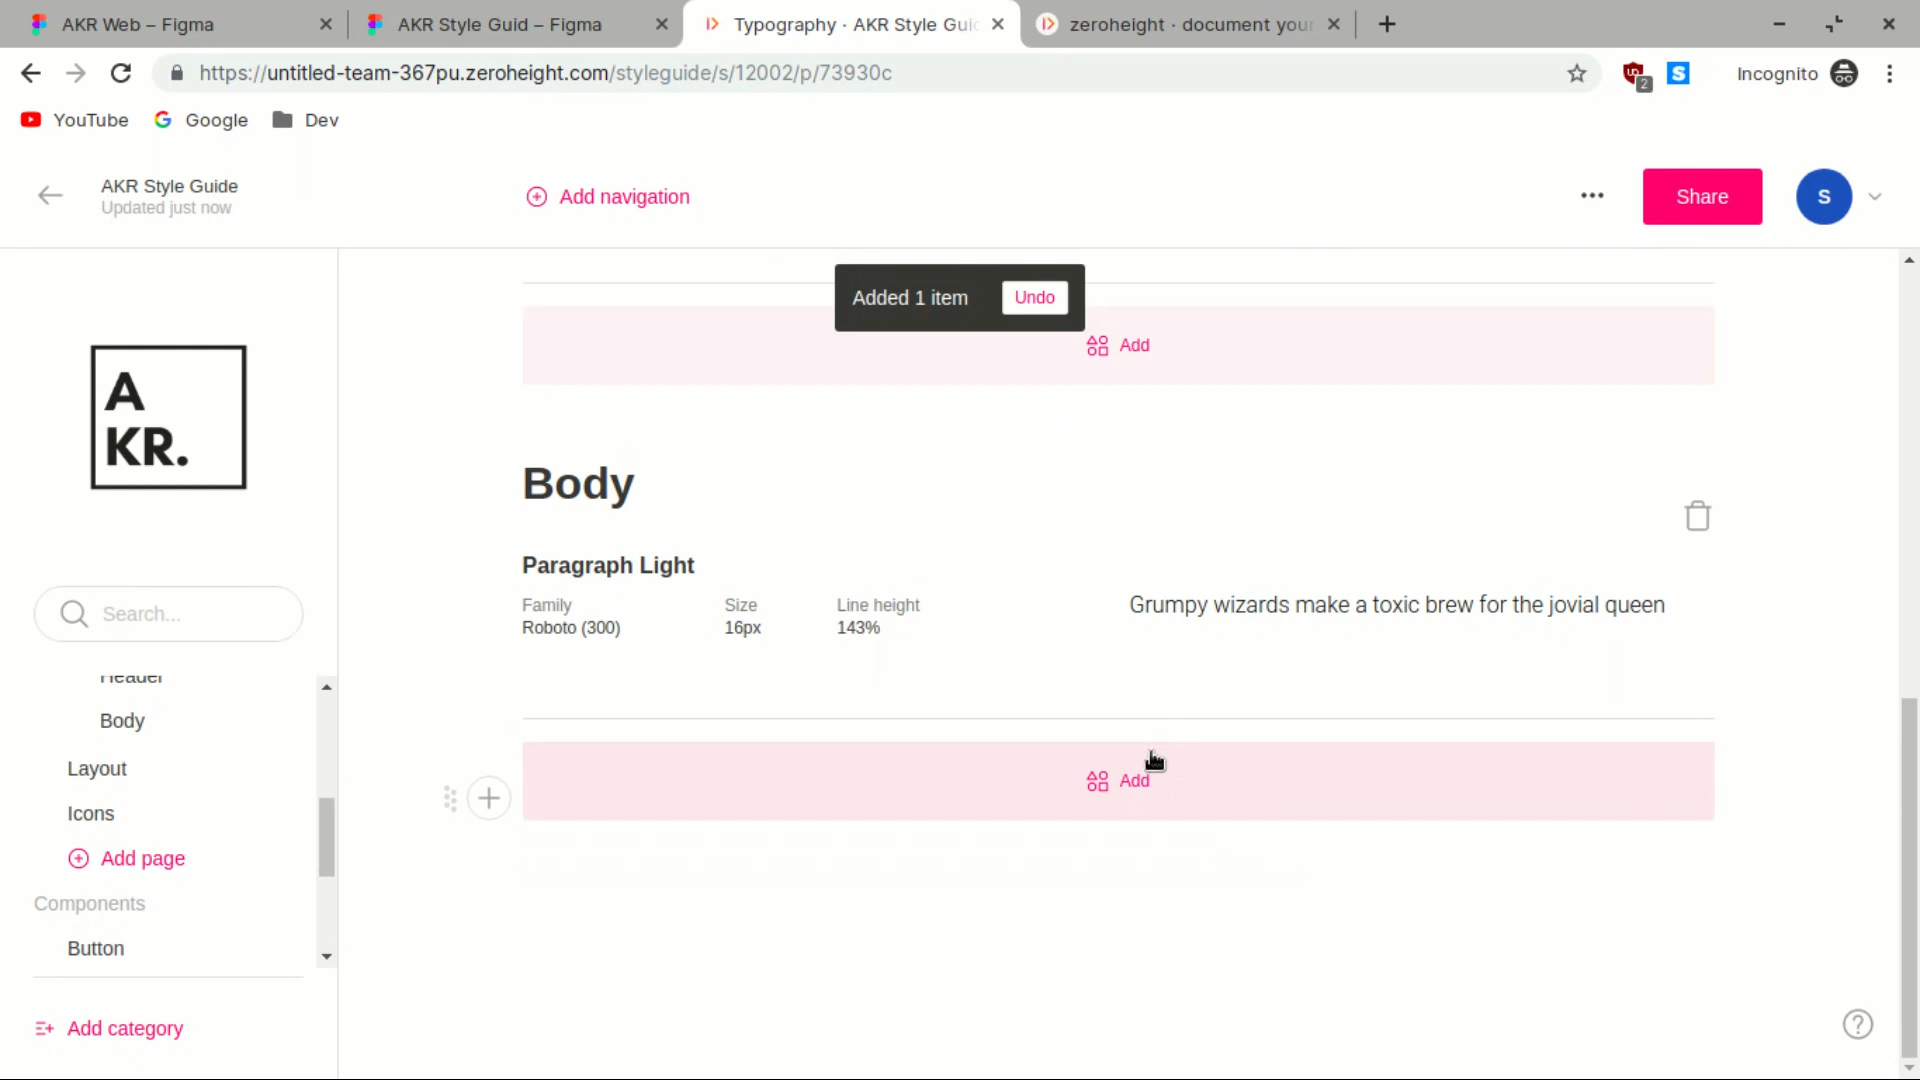 AKR Web – Figma
AKR Style Guid – Figma
Typography · AKR Style Guid
zeroheight · document your
https://untitled-team-367pu.zeroheight.com/styleguide/s/12002/p/73930c
2
S
Incognito
YouTube
Google
Dev
AKR Style Guide
Updated just now
Add navigation
Share
S
Added 1 item
Undo
Add
A
KR.
Body
Paragraph Light
Family
Size
Line height
Roboto (300)
16px
143%
Grumpy wizards make a toxic brew for the jovial queen
Search...
Header
Body
Layout
Icons
Add page
Components
Button
Add category
Add